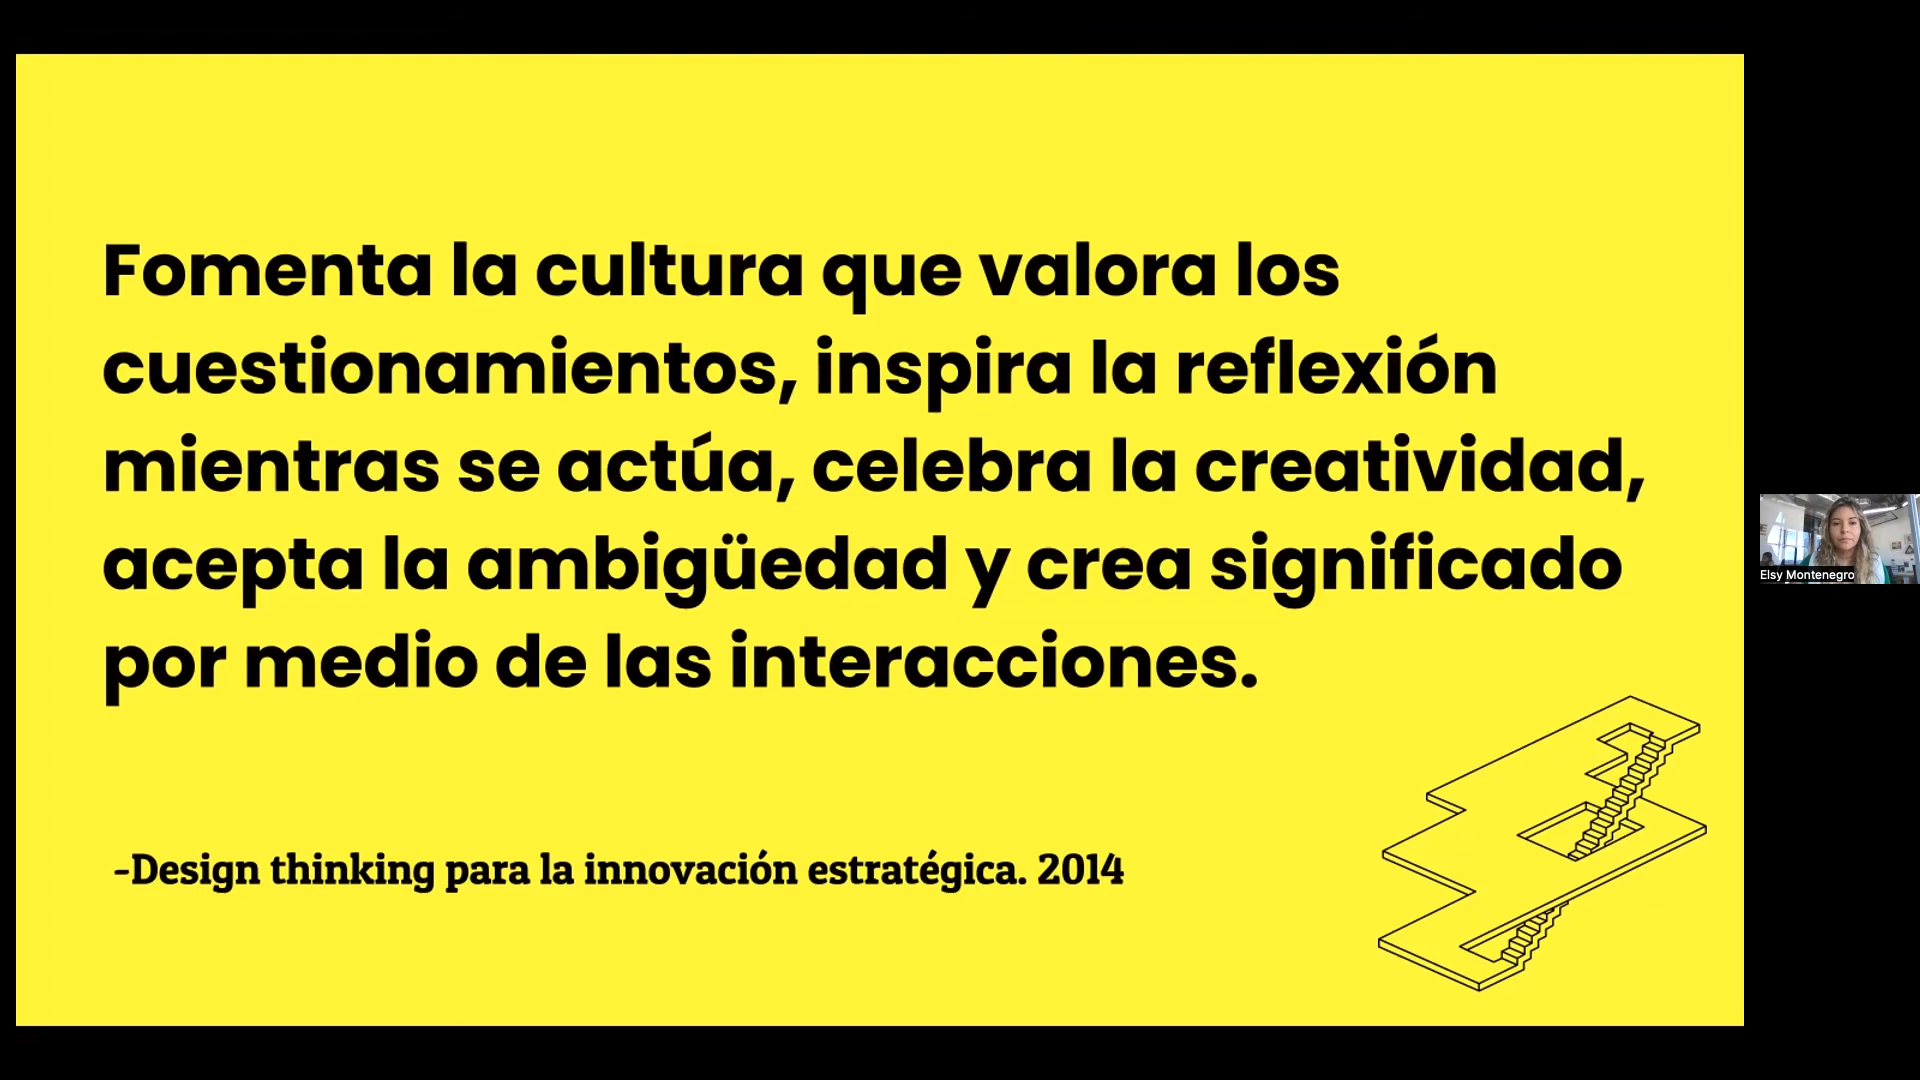 Fomenta la cultura que valora los
cuestionamientos, inspira la reflexión
mientras se actúa, celebra la creatividad,
acepta la ambigüedad y crea significado
por medio de las interacciones.
-Design thinking para la innovación estratégica. 2014
Elsy Montenegro